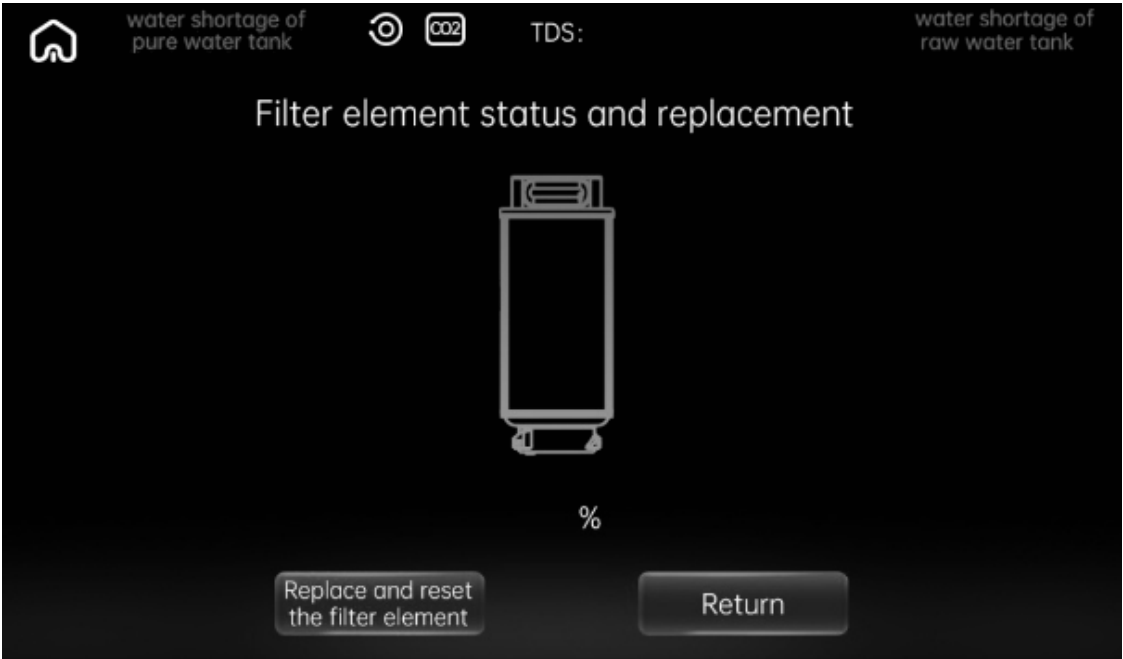 water shortage of
pure water tank
CO2
TDS:
water shortage of
raw water tank
Filter element status and replacement
%
Replace and reset
the filter element
Return